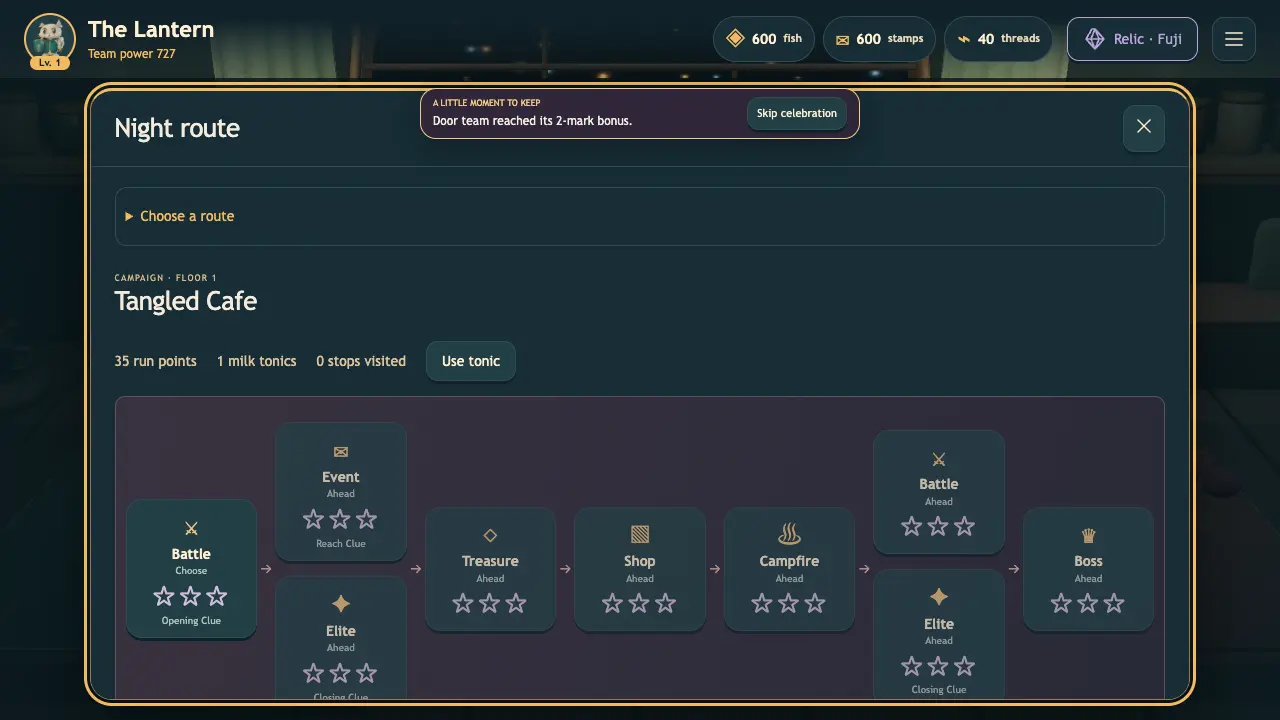 The Lantern
Team power 727
Lv. 1
600 fish
600 stamps
40 threads
Relic · Fuji
A LITTLE MOMENT TO KEEP
Door team reached its 2-mark bonus.
Skip celebration
Night route
Choose a route
CAMPAIGN · FLOOR 1
Tangled Cafe
35 run points
1 milk tonics
0 stops visited
Use tonic
Battle
Choose
Opening Clue
Event
Ahead
Reach Clue
Elite
Ahead
Closing Clue
Treasure
Ahead
Shop
Ahead
Campfire
Ahead
Battle
Ahead
Elite
Ahead
Closing Clue
Boss
Ahead